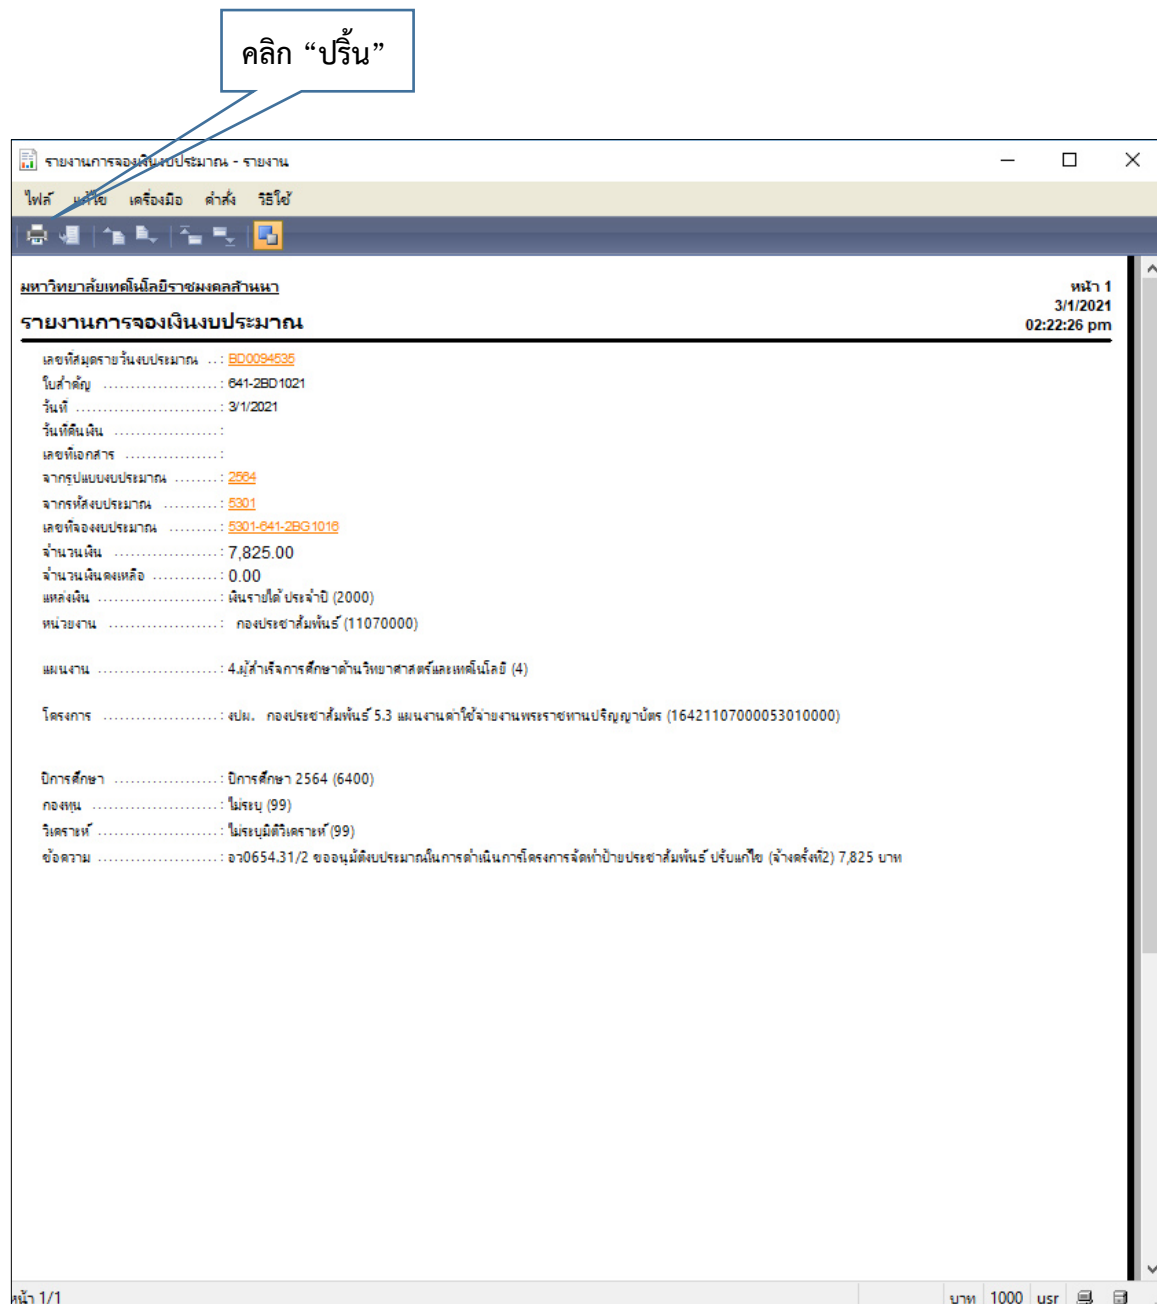 คลิก “ปริ้น”
รายงานการจองเงินงบประมาณ - รายงาน
ไฟล์ แก้ไข เครื่องมือ คำสั่ง วิธีใช้
มหาวิทยาลัยเทคโนโลยีราชมงคลล้านนา
หน้า 1
3/1/2021
รายงานการจองเงินงบประมาณ
02:22:26 pm
เลขที่สมุดรายวันงบประมาณ ..: BD0094535
ใบสำคัญ ....................: 641-2BD1021
วันที่ .........................: 3/1/2021
วันที่คืนเงิน ...................:
เลขที่เอกสาร .................:
จากรูปแบบงบประมาณ ........: 2564
จากรหัสงบประมาณ ..........: 5301
เลขที่จองงบประมาณ .........: 5301-641-2BG1016
จำนวนเงิน ...................: 7,825.00
จำนวนเงินคงเหลือ ............: 0.00
แหล่งเงิน ......................: เงินรายได้ ประจำปี (2000)
หน่วยงาน ....................: กองประชาสัมพันธ์ (11070000)
แผนงาน ......................: 4.ผู้สำเร็จการศึกษาด้านวิทยาศาสตร์และเทคโนโลยี (4)
โครงการ .....................: งปม. กองประชาสัมพันธ์ 5.3 แผนงานค่าใช้จ่ายงานพระราชทานปริญญาบัตร (16421107000053010000)
ปีการศึกษา ...................: ปีการศึกษา 2564 (6400)
กองทุน .......................: ไม่ระบุ (99)
วิเคราะห์ ......................: ไม่ระบุมิติวิเคราะห์ (99)
ข้อความ ......................: อว0654.31/2 ขออนุมัติงบประมาณในการดำเนินการโครงการจัดทำป้ายประชาสัมพันธ์ ปรับแก้ไข (จ้างครั้งที่2) 7,825 บาท
หน้า 1/1
บาท 1000 usr